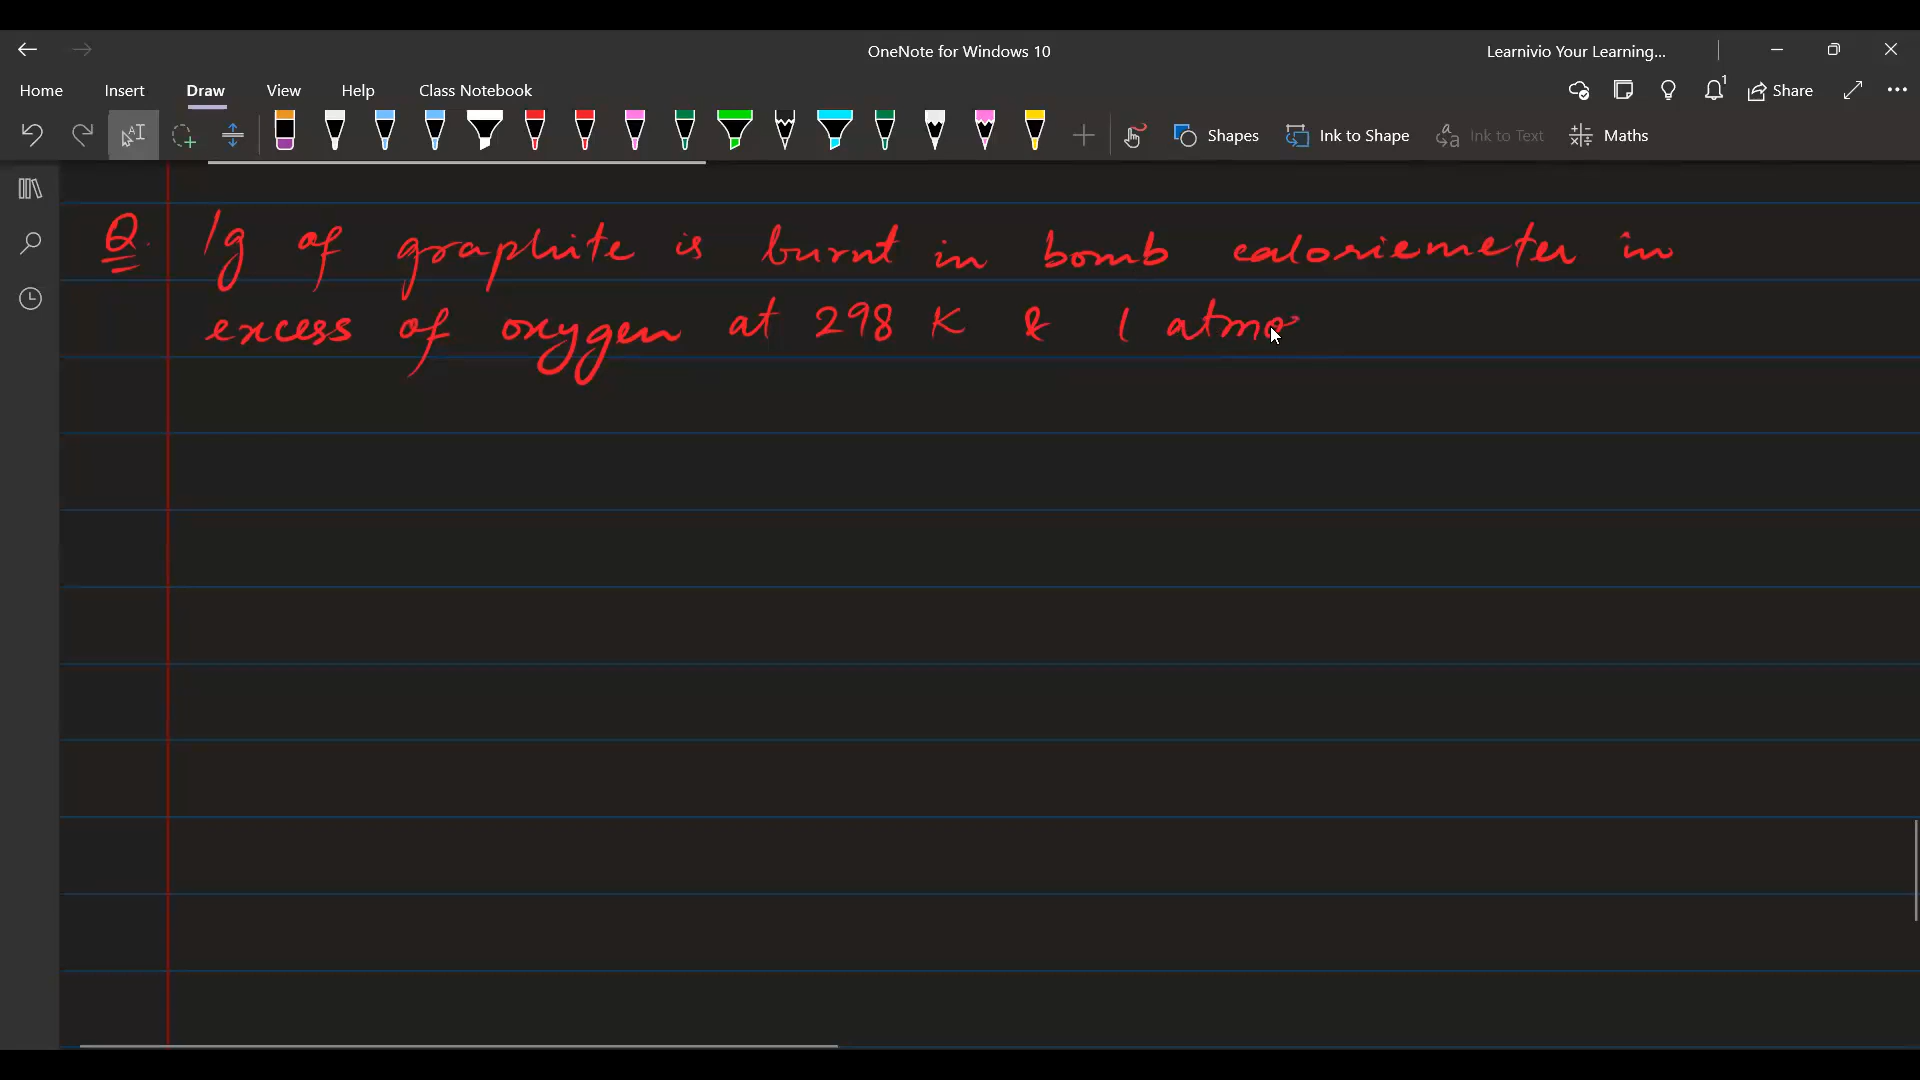 OneNote for Windows 10
Learnivio Your Learning...
Home Insert Draw View Help Class Notebook
1
Share
Shapes
Ink to Shape
Ink to Text
Maths
Q. 1g of graphite is burnt in bomb caloriemeter in
excess of oxygen at 298 K & 1 atmo